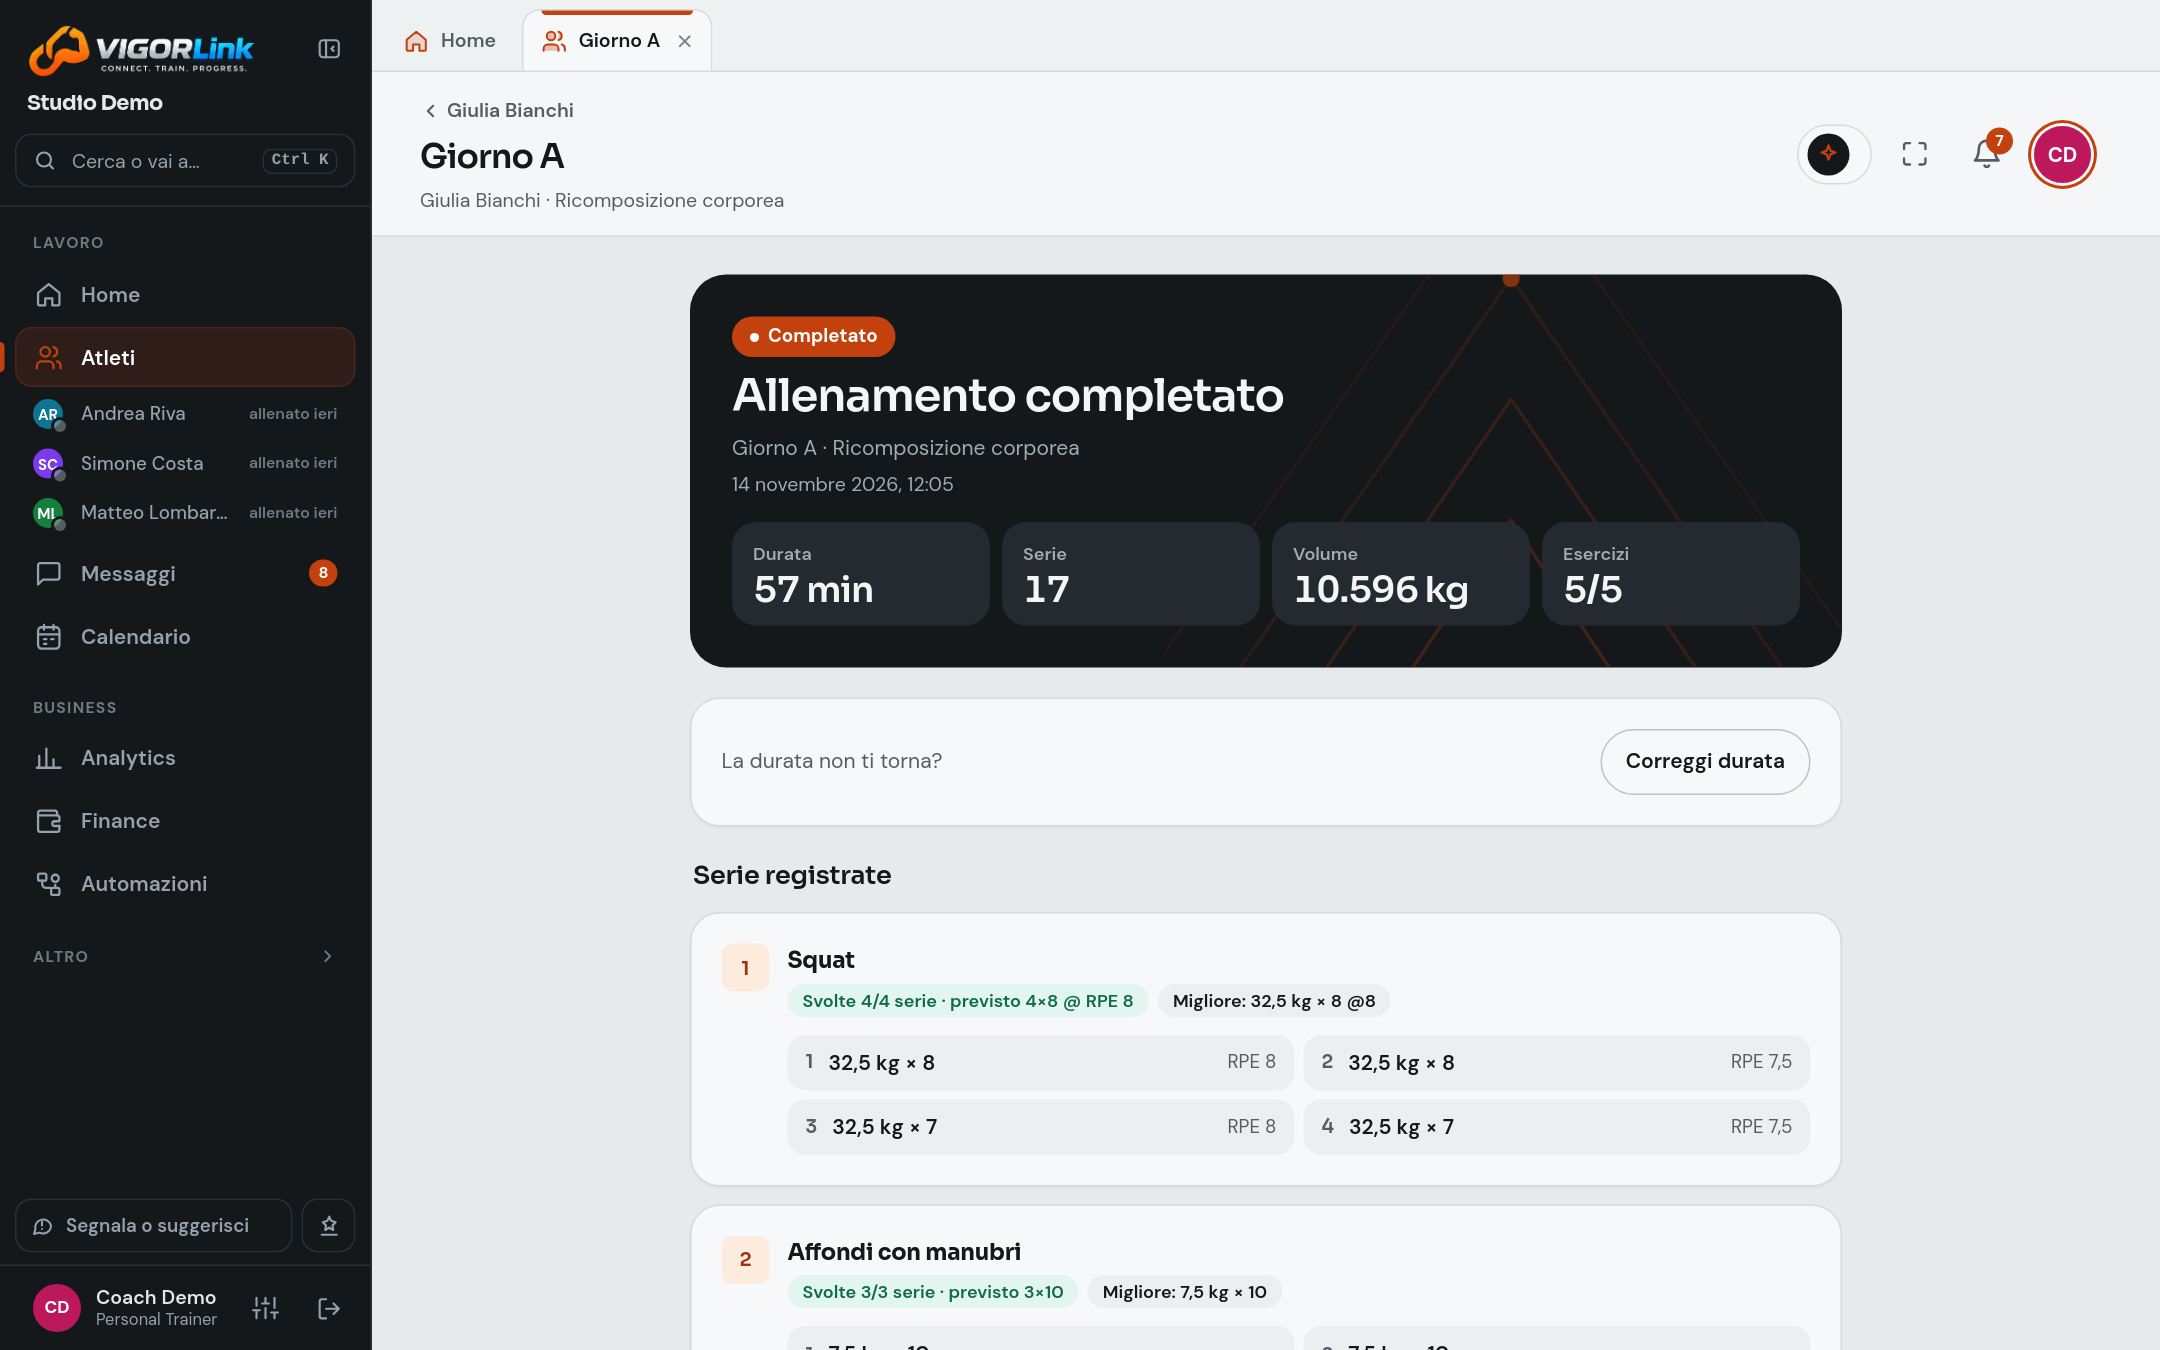 VIGORLink
CONNECT. TRAIN. PROGRESS.
Studio Demo
Cerca o vai a...
Ctrl K
LAVORO
Home
Atleti
AR Andrea Riva allenato ieri
SC Simone Costa allenato ieri
ML Matteo Lombar... allenato ieri
Messaggi 8
Calendario
BUSINESS
Analytics
Finance
Automazioni
ALTRO
Segnala o suggerisci
CD Coach Demo
Personal Trainer
Home
Giorno A
Giulia Bianchi
Giorno A
Giulia Bianchi · Ricomposizione corporea
7
CD
Completato
Allenamento completato
Giorno A · Ricomposizione corporea
14 novembre 2026, 12:05
Durata
57 min
Serie
17
Volume
10.596 kg
Esercizi
5/5
La durata non ti torna?
Correggi durata
Serie registrate
1 Squat
Svolte 4/4 serie · previsto 4×8 @ RPE 8
Migliore: 32,5 kg × 8 @8
1 32,5 kg × 8 RPE 8
2 32,5 kg × 8 RPE 7,5
3 32,5 kg × 7 RPE 8
4 32,5 kg × 7 RPE 7,5
2 Affondi con manubri
Svolte 3/3 serie · previsto 3×10
Migliore: 7,5 kg × 10